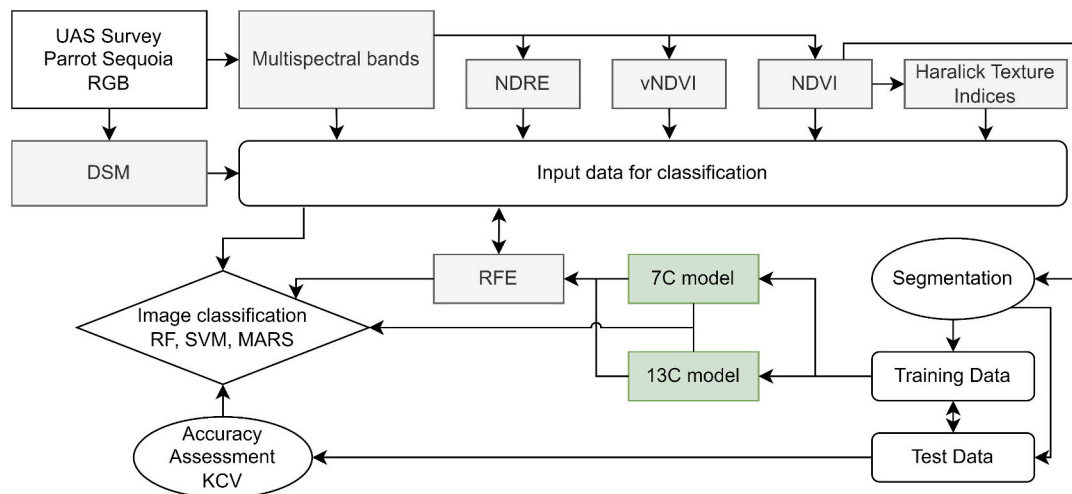 UAS Survey
Parrot Sequoia
RGB
Multispectral bands
NDRE
vNDVI
NDVI
Haralick Texture
Indices
DSM
Input data for classification
RFE
7C model
Segmentation
Image classification
RF, SVM, MARS
13C model
Training Data
Accuracy
Assessment
KCV
Test Data